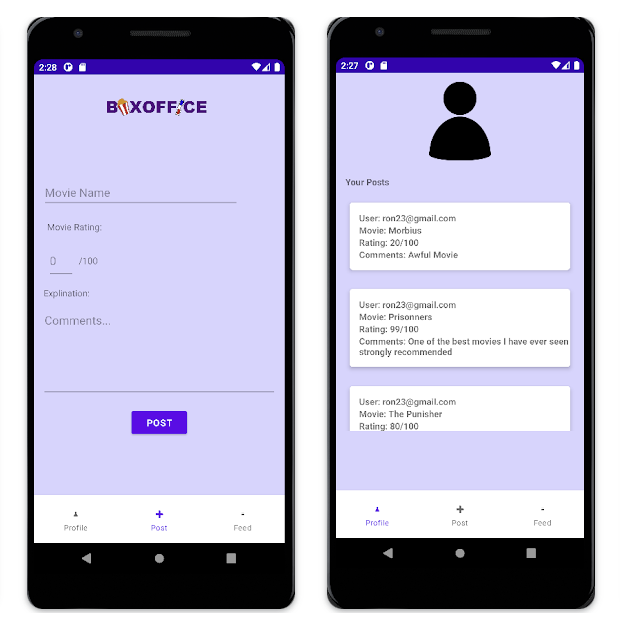 2:28
BOXOFFICE
Movie Name
Movie Rating:
0 /100
Explination:
Comments...
POST
Profile Post Feed
2:27
Your Posts
User: ron23@gmail.com
Movie: Morbius
Rating: 20/100
Comments: Awful Movie
User: ron23@gmail.com
Movie: Prisonners
Rating: 99/100
Comments: One of the best movies I have ever seen
strongly recommended
User: ron23@gmail.com
Movie: The Punisher
Rating: 80/100
Profile Post Feed